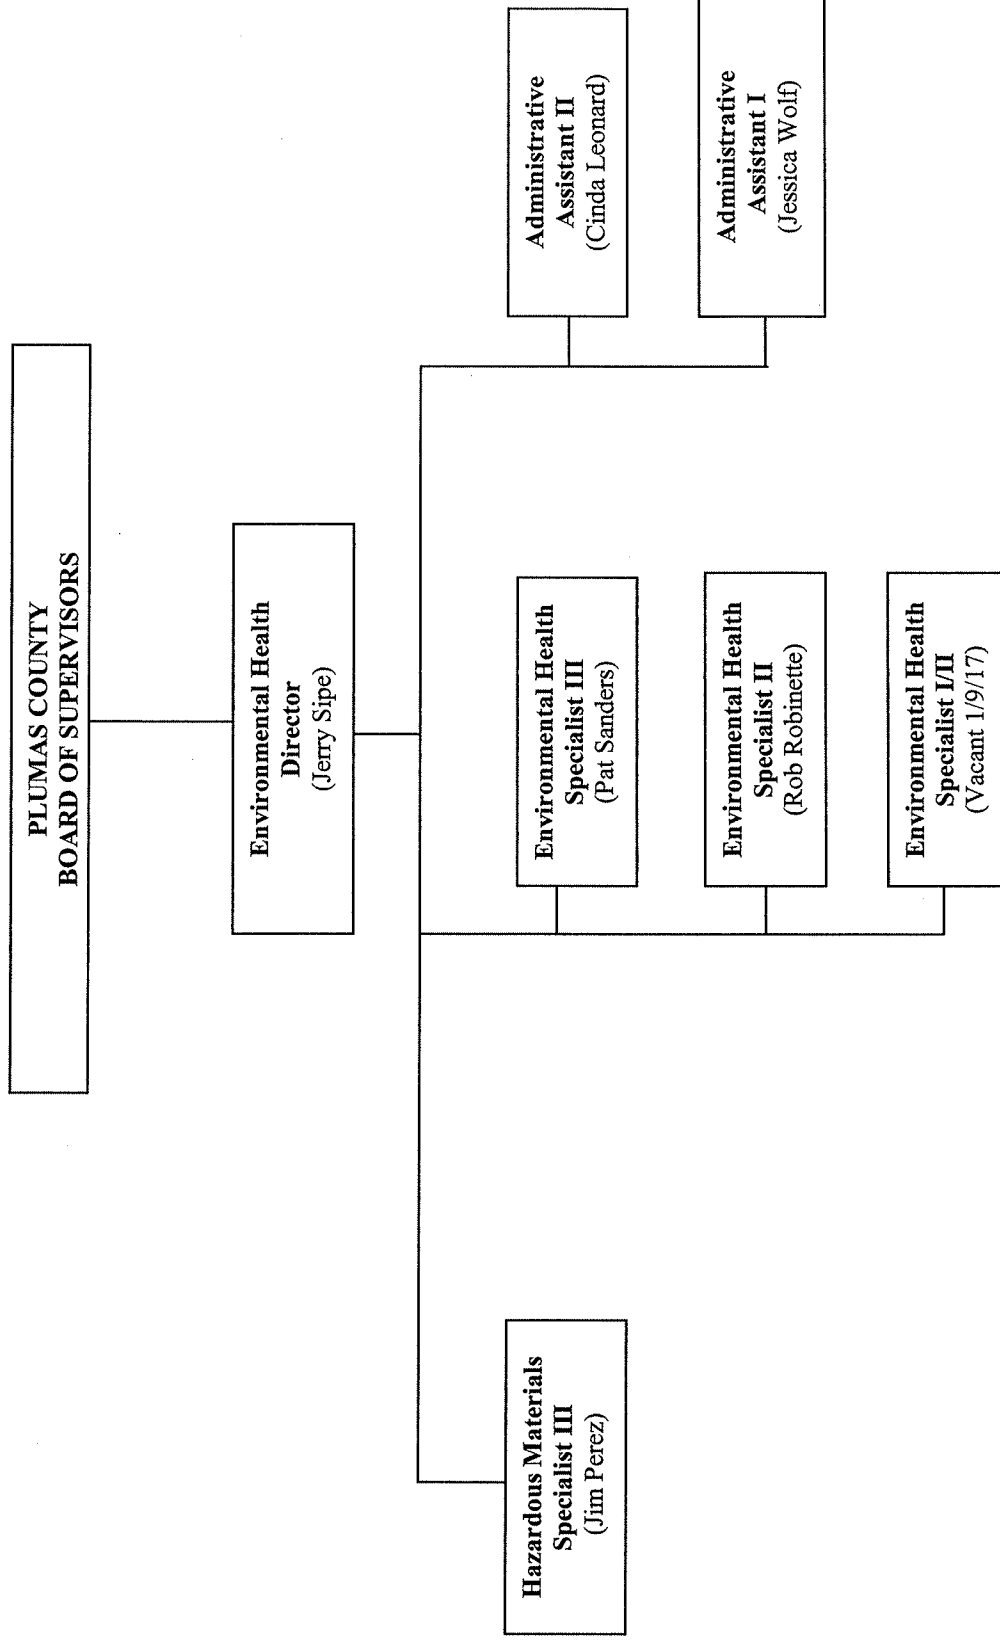 PLUMAS COUNTY
BOARD OF SUPERVISORS
Environmental Health
Director
(Jerry Sipe)
Hazardous Materials
Specialist III
(Jim Perez)
Environmental Health
Specialist III
(Pat Sanders)
Environmental Health
Specialist II
(Rob Robinette)
Environmental Health
Specialist I/II
(Vacant 1/9/17)
Administrative
Assistant II
(Cinda Leonard)
Administrative
Assistant I
(Jessica Wolf)